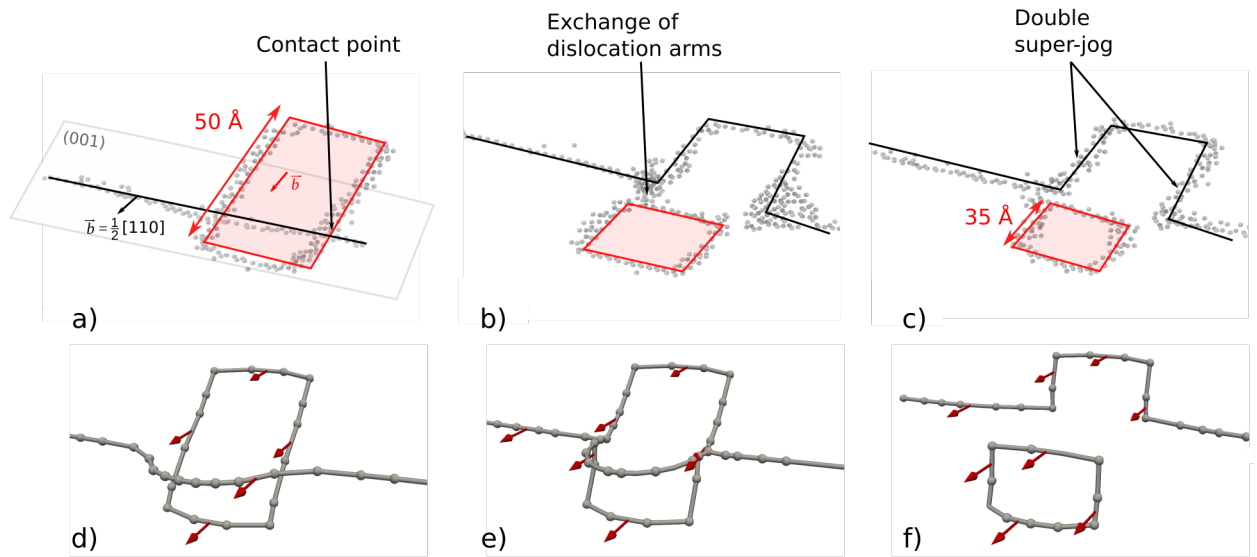 Contact point
Exchange of
dislocation arms
Double
super-jog
50 Å
(001)
b⃗
b⃗ = ½[110]
35 Å
a)
b)
c)
d)
e)
f)